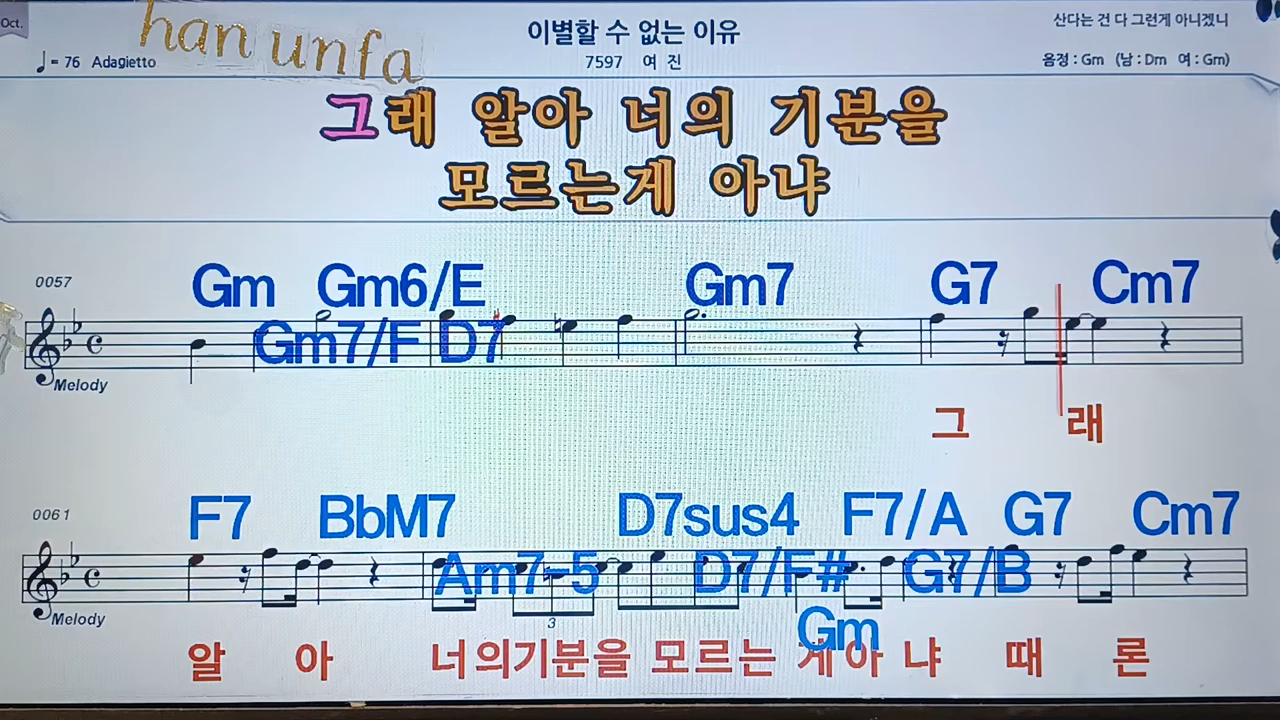 Oct.
han unfa
이별할 수 없는 이유
산다는 건 다 그런게 아니겠니
♩= 76 Adagietto
7597 여 진
음정 : Gm (남 : Dm 여 : Gm)
그래 알아 너의 기분을
모르는게 아냐
0057
Gm Gm6/E Gm7 G7 Cm7
Gm7/F D7
Melody
그 래
0061
F7 BbM7 D7sus4 F7/A G7 Cm7
Am7-5 D7/F# G7/B
3
Gm
Melody
알 아 너의기분을 모르는 게아 냐 때 론